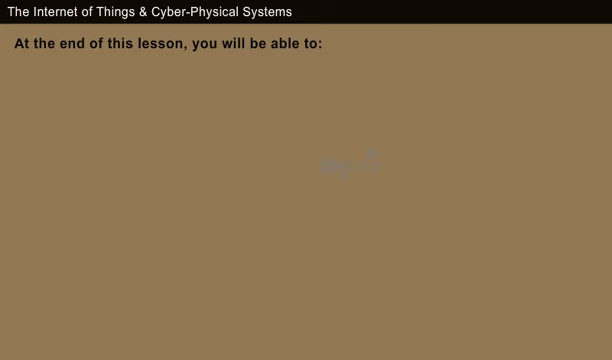 The Internet of Things & Cyber-Physical Systems
At the end of this lesson, you will be able to: